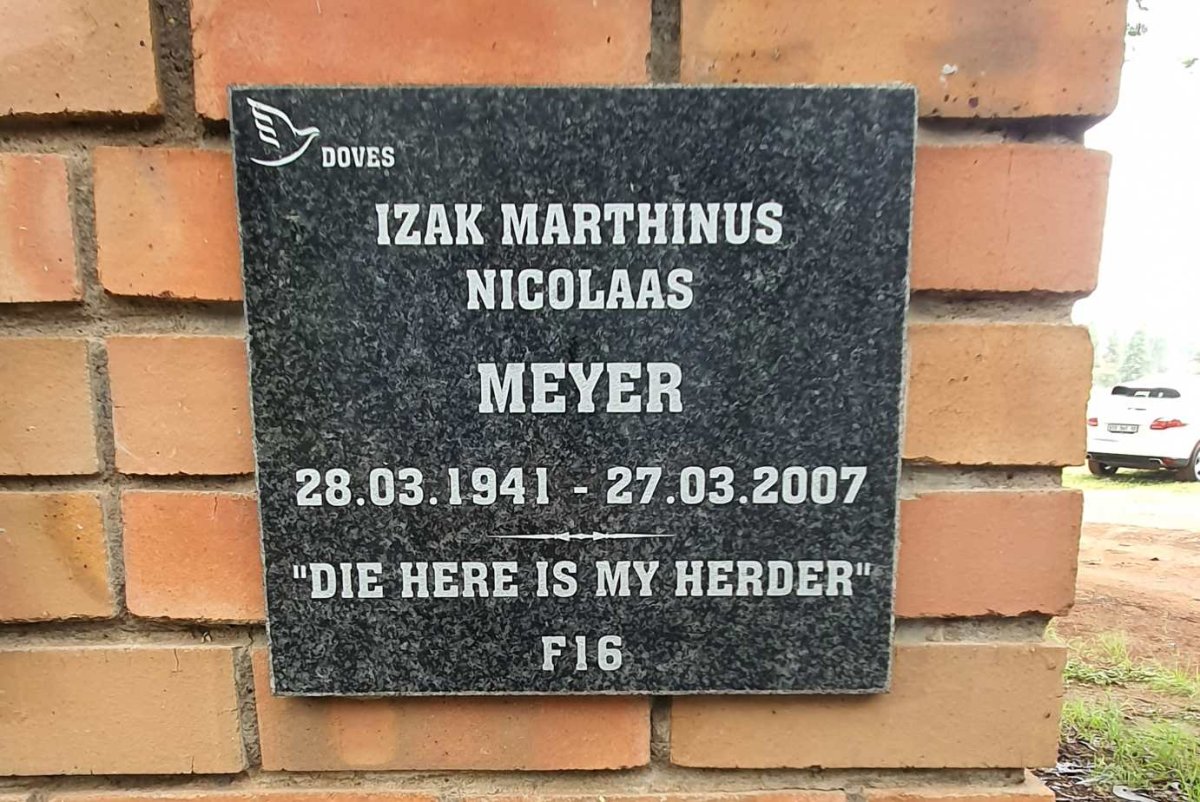 DOVES
IZAK MARTHINUS
NICOLAAS
MEYER
28.03.1941 - 27.03.2007
"DIE HERE IS MY HERDER"
F16